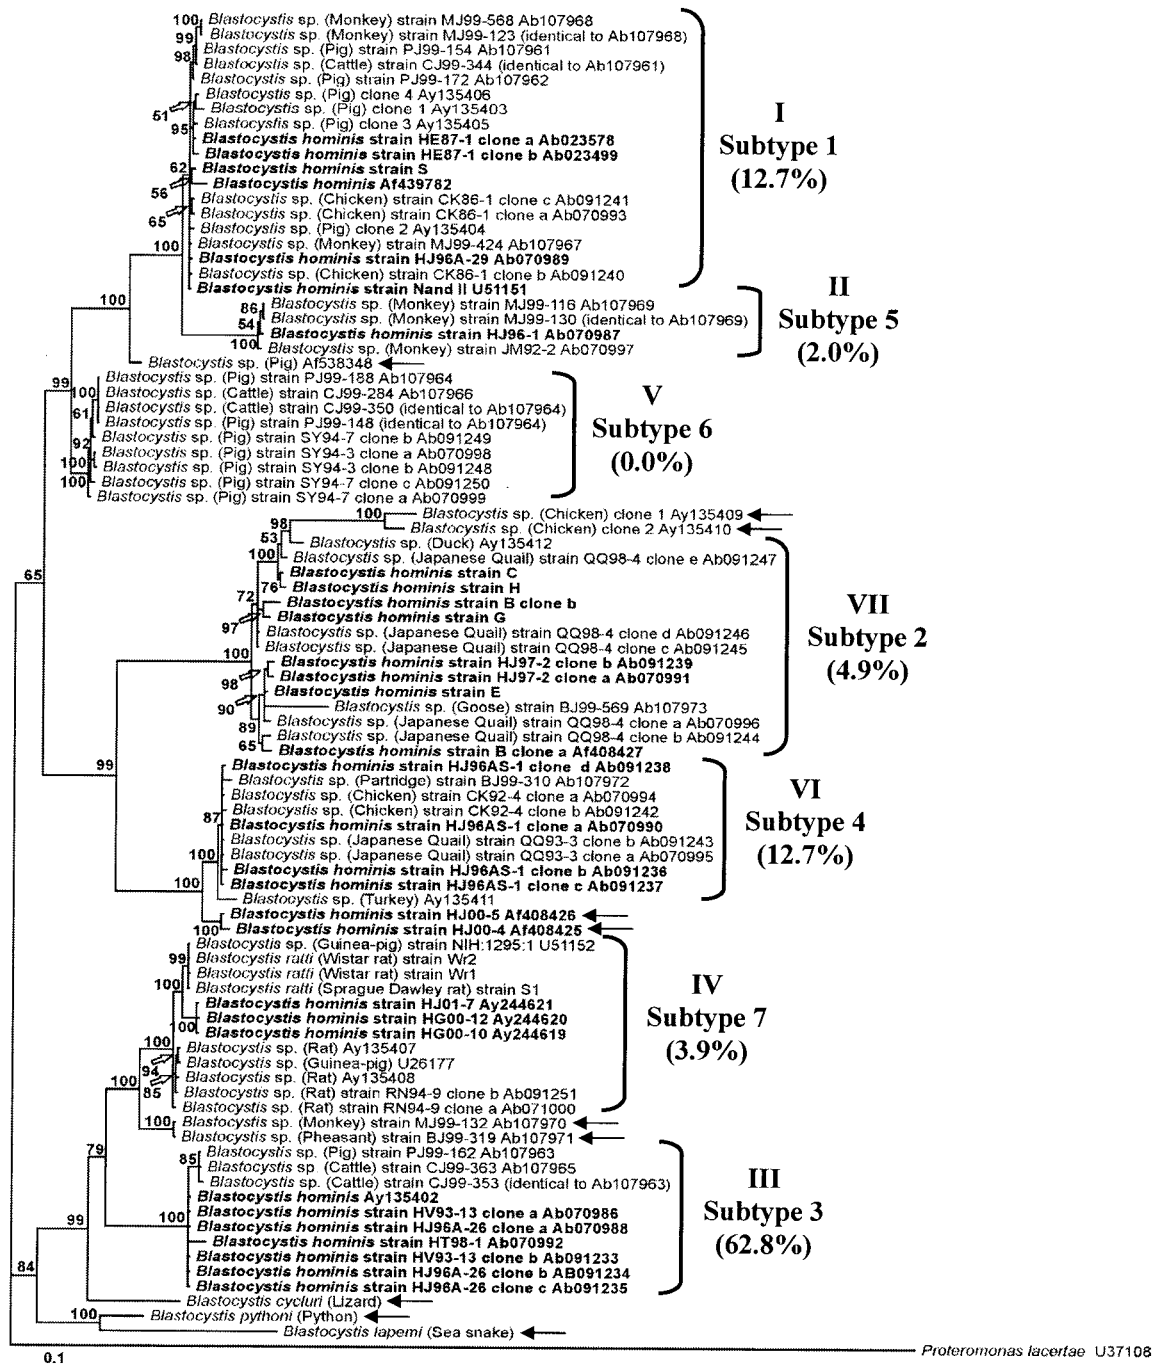 Blastocystis sp. (Monkey) strain MJ99-568 Ab107968
Blastocystis sp. (Monkey) strain MJ99-123 (identical to Ab107968)
Blastocystis sp. (Pig) strain PJ99-154 Ab107961
Blastocystis sp. (Cattle) strain CJ99-344 (identical to Ab107961)
Blastocystis sp. (Pig) strain PJ99-172 Ab107962
Blastocystis sp. (Pig) clone 4 Ay135406
Blastocystis sp. (Pig) clone 1 Ay135403
Blastocystis sp. (Pig) clone 3 Ay135405
Blastocystis hominis strain HE87-1 clone a Ab023578
Blastocystis hominis strain HE87-1 clone b Ab023499
Blastocystis hominis strain S
Blastocystis hominis Af439782
Blastocystis sp. (Chicken) strain CK86-1 clone c Ab091241
Blastocystis sp. (Chicken) strain CK86-1 clone a Ab070993
Blastocystis sp. (Pig) clone 2 Ay135404
Blastocystis sp. (Monkey) strain MJ99-424 Ab107967
Blastocystis hominis strain HJ96A-29 Ab070989
Blastocystis sp. (Chicken) strain CK86-1 clone b Ab091240
Blastocystis hominis strain Nand II U51151
100
99
98
51
95
62
56
65
100
I
Subtype 1
(12.7%)
Blastocystis sp. (Monkey) strain MJ99-116 Ab107969
Blastocystis sp. (Monkey) strain MJ99-130 (identical to Ab107969)
Blastocystis hominis strain HJ96-1 Ab070987
Blastocystis sp. (Monkey) strain JM92-2 Ab070997
86
54
100
II
Subtype 5
(2.0%)
100
Blastocystis sp. (Pig) Af538348
99
Blastocystis sp. (Pig) strain PJ99-188 Ab107964
Blastocystis sp. (Cattle) strain CJ99-284 Ab107966
Blastocystis sp. (Cattle) strain CJ99-350 (identical to Ab107964)
Blastocystis sp. (Pig) strain PJ99-148 (identical to Ab107964)
Blastocystis sp. (Pig) strain SY94-7 clone b Ab091249
Blastocystis sp. (Pig) strain SY94-3 clone a Ab070998
Blastocystis sp. (Pig) strain SY94-3 clone b Ab091248
Blastocystis sp. (Pig) strain SY94-7 clone c Ab091250
Blastocystis sp. (Pig) strain SY94-7 clone a Ab070999
100
61
92
100
100
V
Subtype 6
(0.0%)
65
Blastocystis sp. (Chicken) clone 1 Ay135409
Blastocystis sp. (Chicken) clone 2 Ay135410
Blastocystis sp. (Duck) Ay135412
Blastocystis sp. (Japanese Quail) strain QQ98-4 clone e Ab091247
Blastocystis hominis strain C
Blastocystis hominis strain H
Blastocystis hominis strain B clone b
Blastocystis hominis strain G
Blastocystis sp. (Japanese Quail) strain QQ98-4 clone d Ab091246
Blastocystis sp. (Japanese Quail) strain QQ98-4 clone c Ab091245
Blastocystis hominis strain HJ97-2 clone b Ab091239
Blastocystis hominis strain HJ97-2 clone a Ab070991
Blastocystis hominis strain E
Blastocystis sp. (Goose) strain BJ99-569 Ab107973
Blastocystis sp. (Japanese Quail) strain QQ98-4 clone a Ab070996
Blastocystis sp. (Japanese Quail) strain QQ98-4 clone b Ab091244
Blastocystis hominis strain B clone a Af408427
100
98
53
100
76
72
97
100
98
90
89
65
VII
Subtype 2
(4.9%)
99
Blastocystis hominis strain HJ96AS-1 clone d Ab091238
Blastocystis sp. (Partridge) strain BJ99-310 Ab107972
Blastocystis sp. (Chicken) strain CK92-4 clone a Ab070994
Blastocystis sp. (Chicken) strain CK92-4 clone b Ab091242
Blastocystis hominis strain HJ96AS-1 clone a Ab070990
Blastocystis sp. (Japanese Quail) strain QQ93-3 clone b Ab091243
Blastocystis sp. (Japanese Quail) strain QQ93-3 clone a Ab070995
Blastocystis hominis strain HJ96AS-1 clone b Ab091236
Blastocystis hominis strain HJ96AS-1 clone c Ab091237
Blastocystis sp. (Turkey) Ay135411
Blastocystis hominis strain HJ00-5 Af408426
Blastocystis hominis strain HJ00-4 Af408425
87
100
100
100
VI
Subtype 4
(12.7%)
Blastocystis sp. (Guinea-pig) strain NIH:1295:1 U51152
Blastocystis ratti (Wistar rat) strain Wr2
Blastocystis ratti (Wistar rat) strain Wr1
Blastocystis ratti (Sprague Dawley rat) strain S1
Blastocystis hominis strain HJ01-7 Ay244621
Blastocystis hominis strain HG00-12 Ay244620
Blastocystis hominis strain HG00-10 Ay244619
Blastocystis sp. (Rat) Ay135407
Blastocystis sp. (Guinea-pig) U26177
Blastocystis sp. (Rat) Ay135408
Blastocystis sp. (Rat) strain RN94-9 clone b Ab091251
Blastocystis sp. (Rat) strain RN94-9 clone a Ab071000
99
100
100
100
94
85
100
IV
Subtype 7
(3.9%)
100
Blastocystis sp. (Monkey) strain MJ99-132 Ab107970
Blastocystis sp. (Pheasant) strain BJ99-319 Ab107971
79
Blastocystis sp. (Pig) strain PJ99-162 Ab107963
Blastocystis sp. (Cattle) strain CJ99-363 Ab107965
Blastocystis sp. (Cattle) strain CJ99-353 (identical to Ab107963)
Blastocystis hominis Ay135402
Blastocystis hominis strain HV93-13 clone a Ab070986
Blastocystis hominis strain HJ96A-26 clone a Ab070988
Blastocystis hominis strain HT98-1 Ab070992
Blastocystis hominis strain HV93-13 clone b Ab091233
Blastocystis hominis strain HJ96A-26 clone b AB091234
Blastocystis hominis strain HJ96A-26 clone c Ab091235
85
100
III
Subtype 3
(62.8%)
99
84
Blastocystis cycluri (Lizard)
100
Blastocystis pythoni (Python)
Blastocystis lapemi (Sea snake)
Proteromonas lacertae U37108
0.1